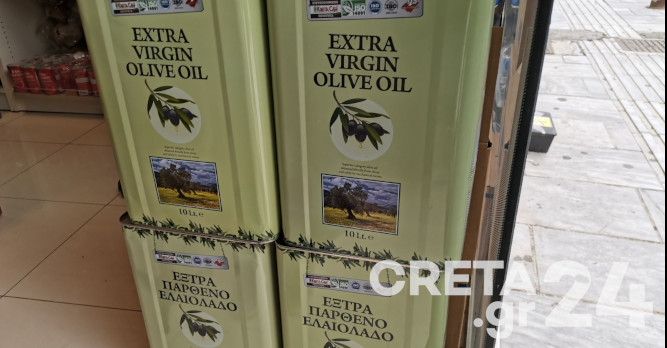 EXTRA
VIRGIN
OLIVE OIL
10 Lt. e
EXTRA
VIRGIN
OLIVE OIL
10 Lt. e
ΕΞΤΡΑ
ΠΑΡΘΕΝΟ
ΕΛΑΙΟΛΑΔΟ
ΕΞΤΡΑ
ΠΑΡΘΕΝΟ
ΕΛΑΙΟΛΑΔΟ
CRETA24
.gr